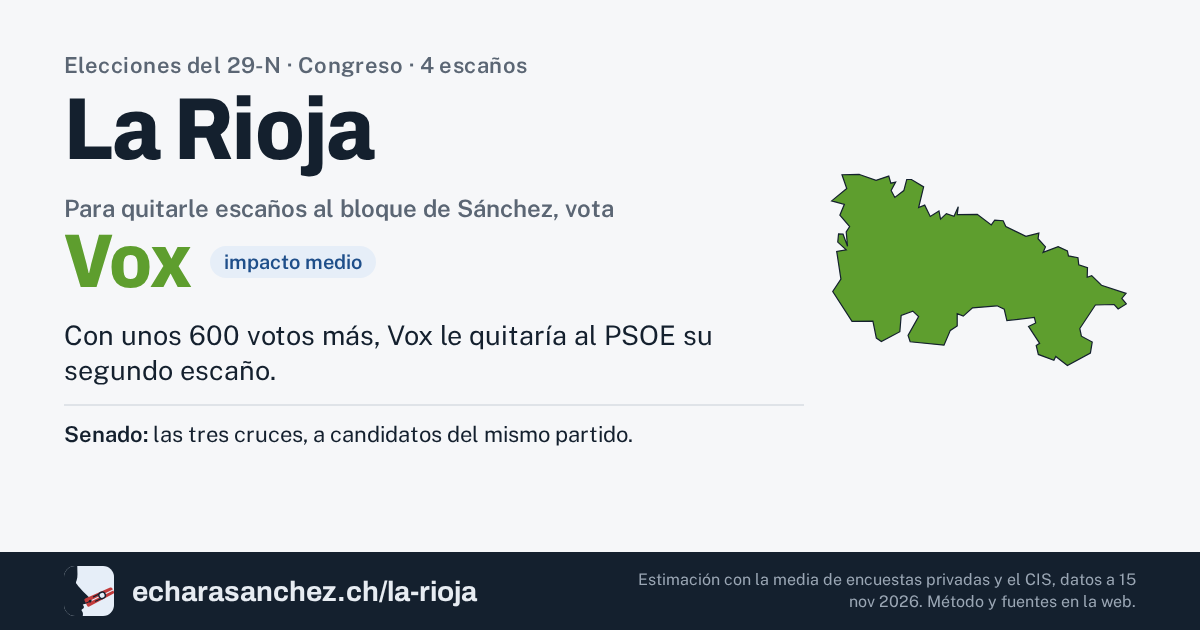 Elecciones del 29-N · Congreso · 4 escaños
La Rioja
Para quitarle escaños al bloque de Sánchez, vota
Vox impacto medio
Con unos 600 votos más, Vox le quitaría al PSOE su
segundo escaño.
Senado: las tres cruces, a candidatos del mismo partido.
echarasanchez.ch/la-rioja
Estimación con la media de encuestas privadas y el CIS, datos a 15
nov 2026. Método y fuentes en la web.